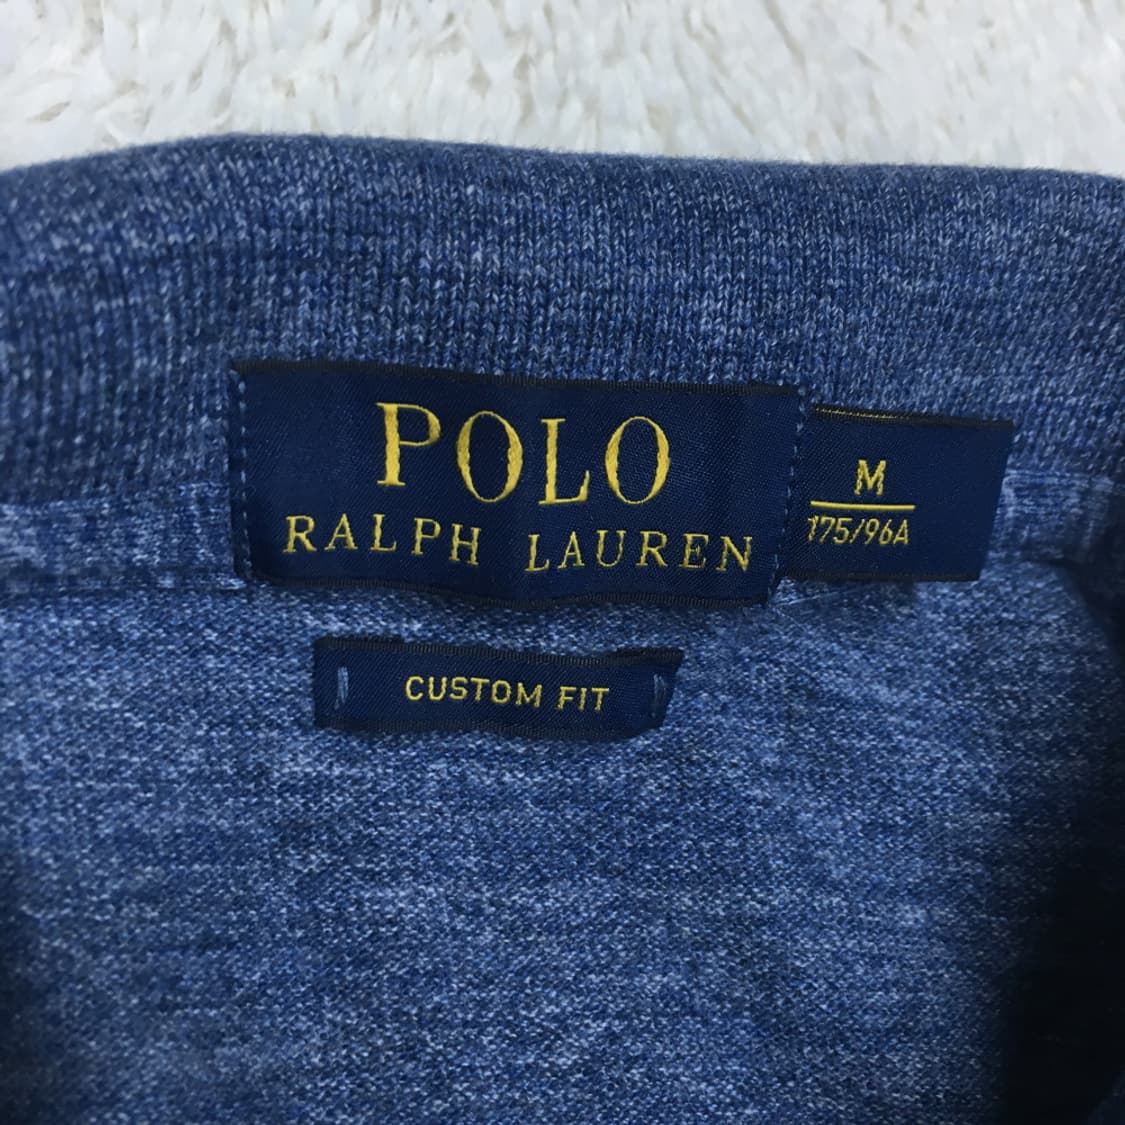 POLO
RALPH LAUREN
M
175/96A
CUSTOM FIT